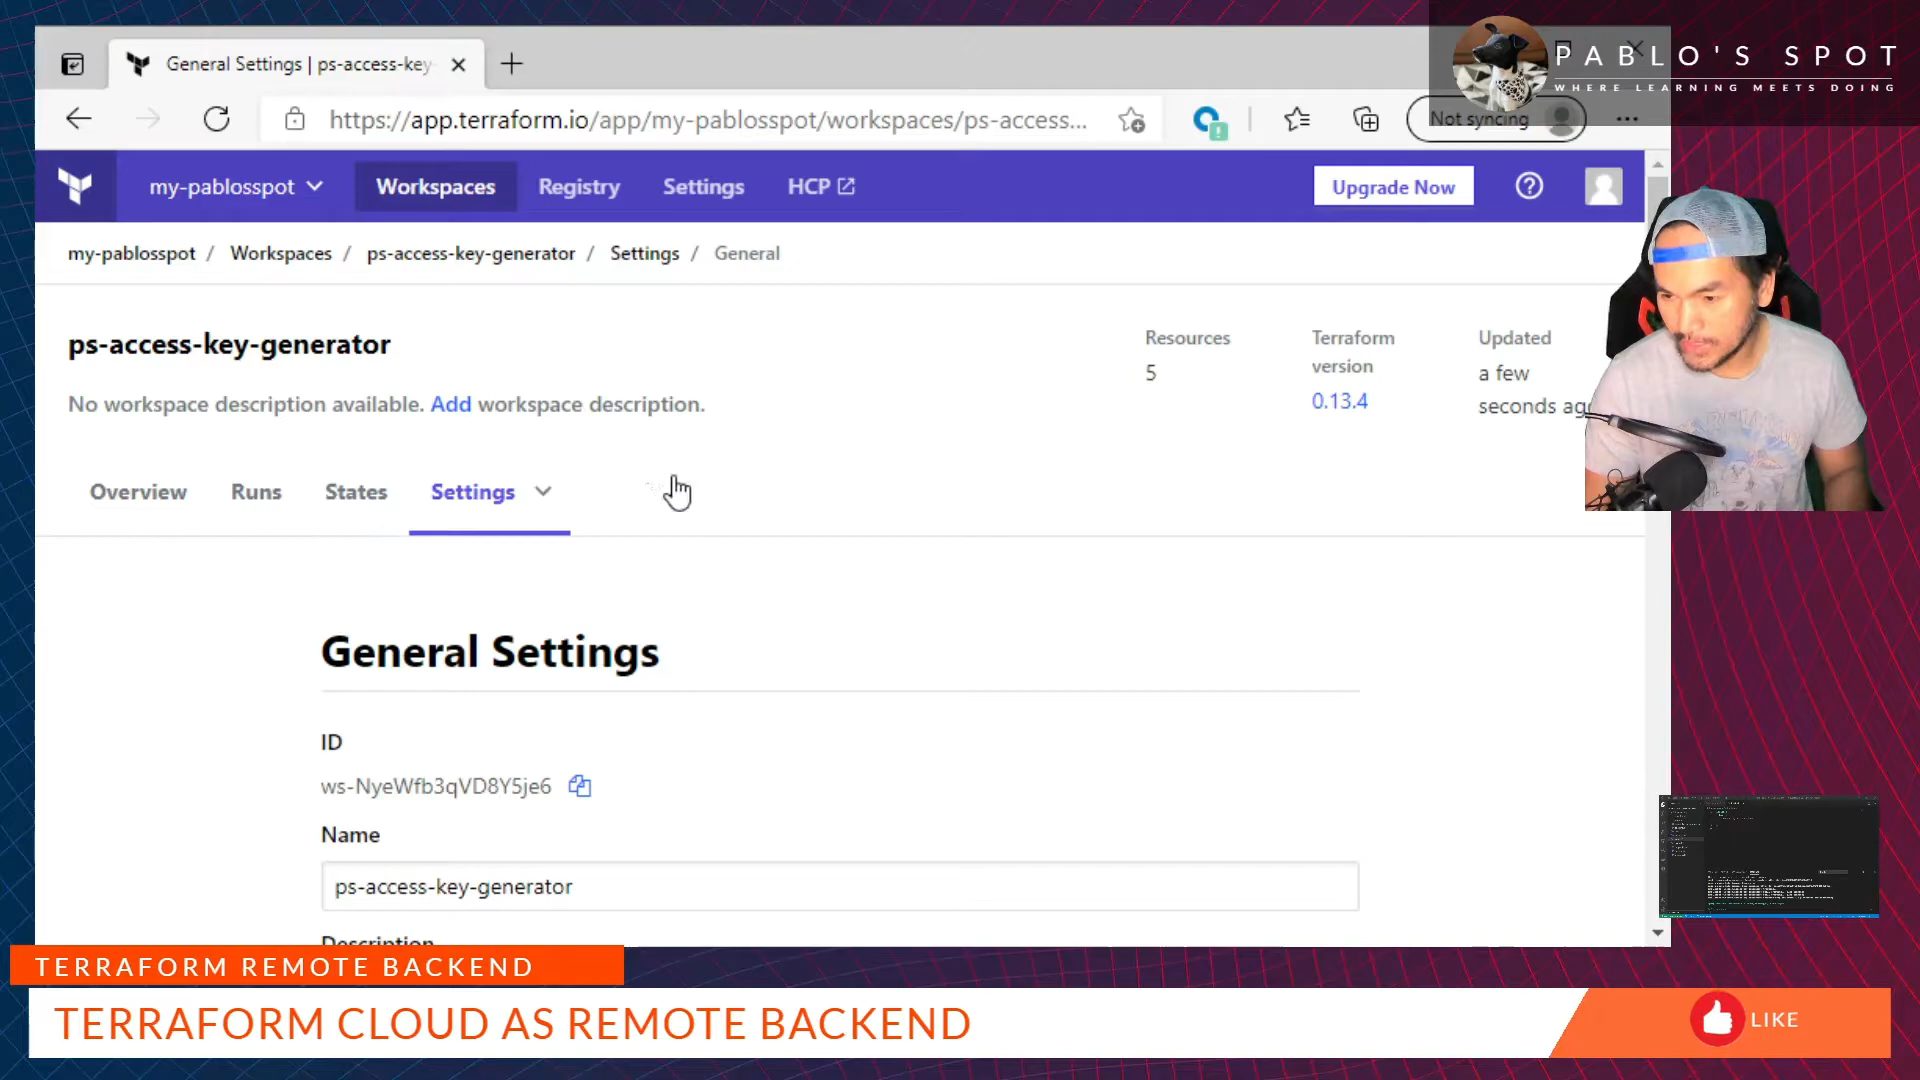 General Settings | ps-access-key
PABLO'S SPOT
WHERE LEARNING MEETS DOING
https://app.terraform.io/app/my-pablosspot/workspaces/ps-access...
Not syncing
my-pablosspot
Workspaces
Registry
Settings
HCP
Upgrade Now
my-pablosspot / Workspaces / ps-access-key-generator / Settings / General
ps-access-key-generator
No workspace description available. Add workspace description.
Resources
5
Terraform
version
0.13.4
Updated
a few
seconds ag
Overview
Runs
States
Settings
General Settings
ID
ws-NyeWfb3qVD8Y5je6
Name
ps-access-key-generator
Description
TERRAFORM REMOTE BACKEND
TERRAFORM CLOUD AS REMOTE BACKEND
LIKE